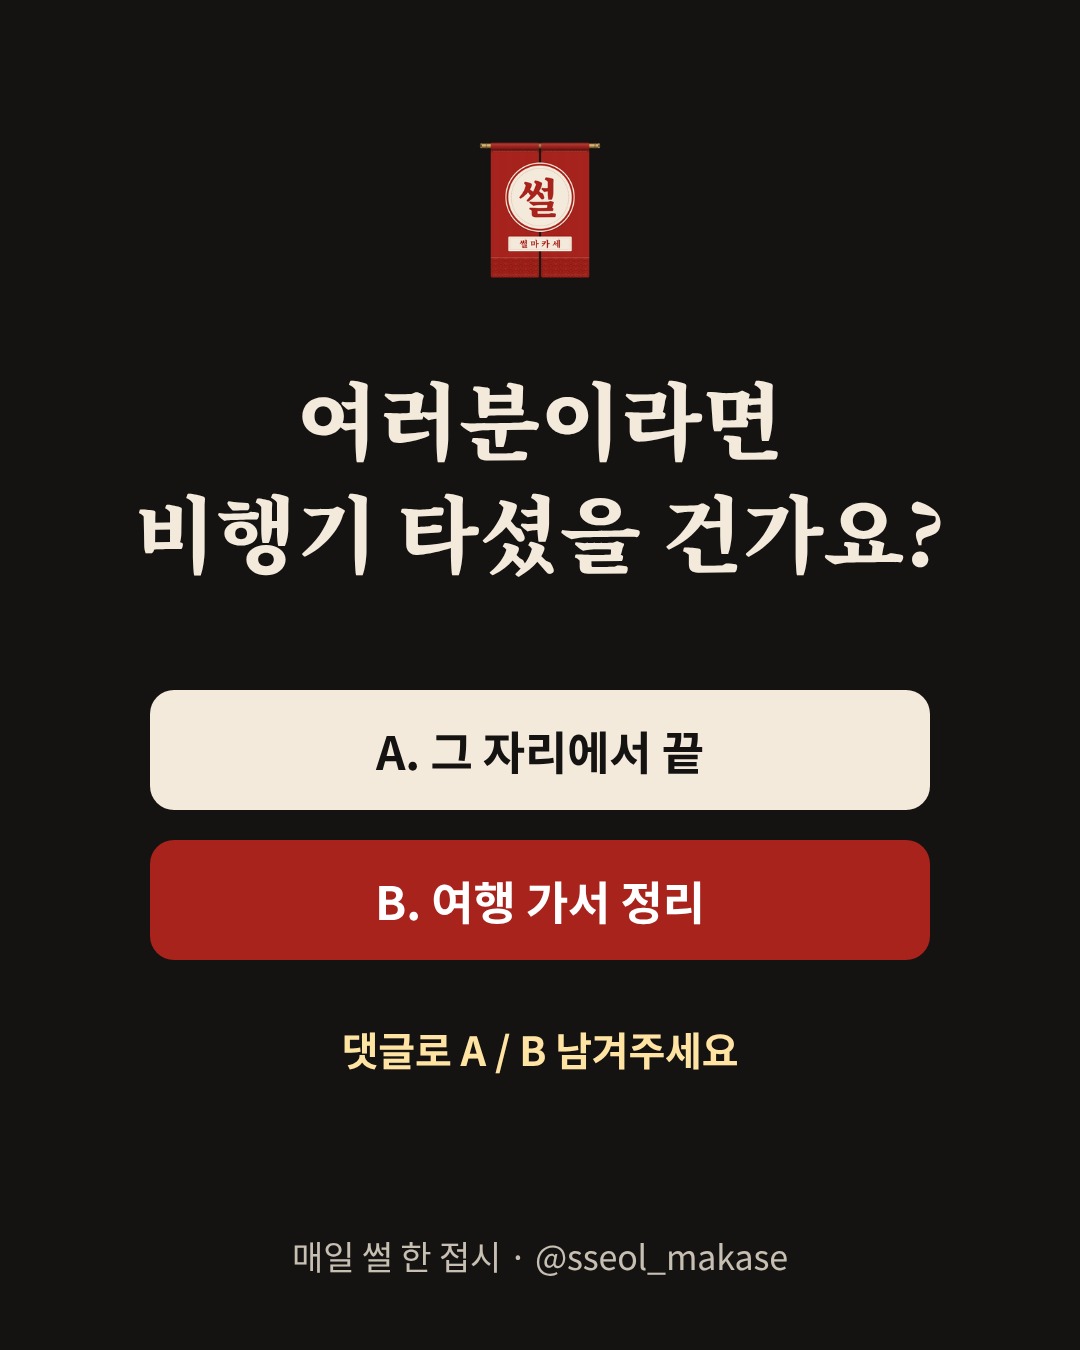 썰
썰마카세
여러분이라면
비행기 타셨을 건가요?
A. 그 자리에서 끝
B. 여행 가서 정리
댓글로 A / B 남겨주세요
매일 썰 한 접시 · @sseol_makase